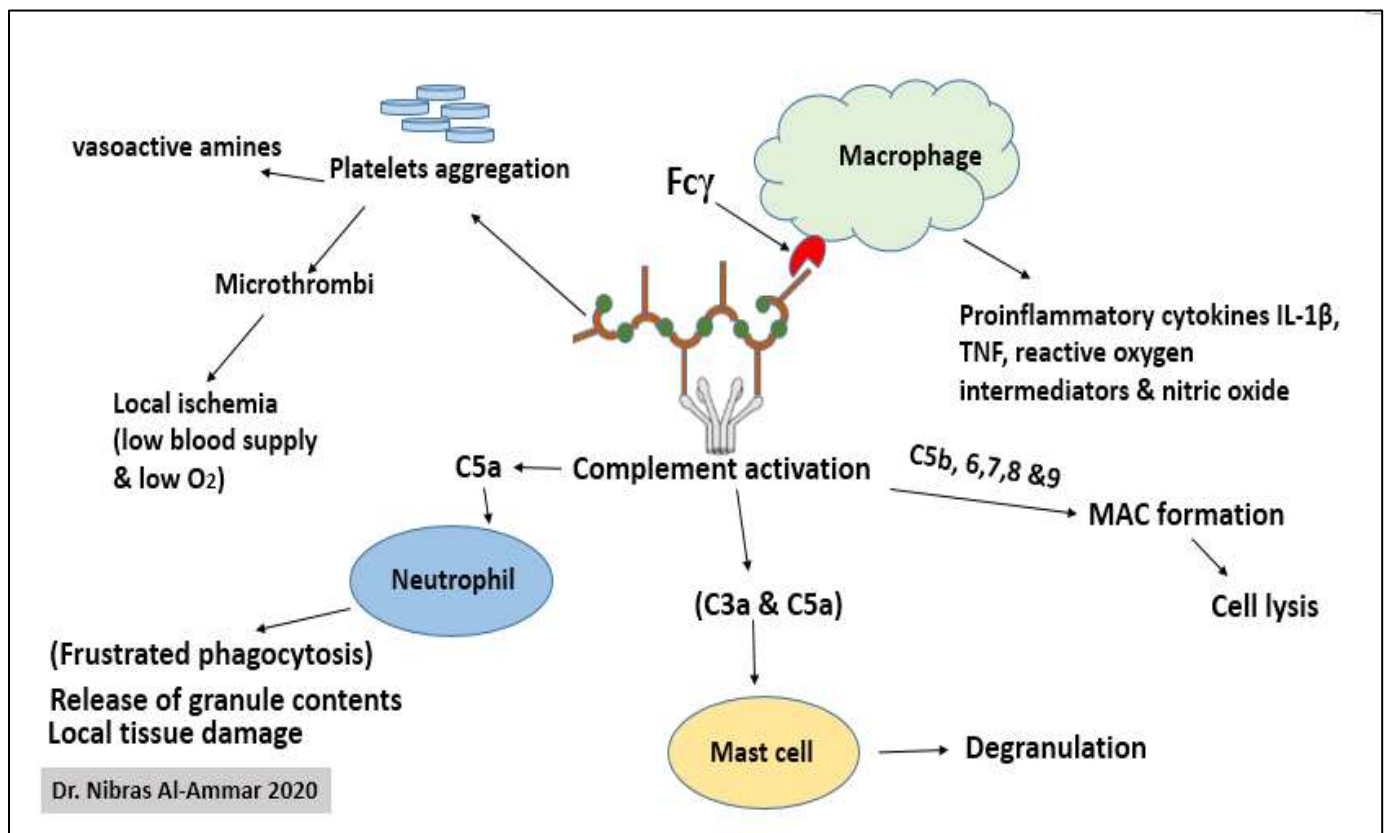 vasoactive amines
Platelets aggregation
Microthrombi
Local ischemia
(low blood supply
& low O2)
Fcγ
Macrophage
Proinflammatory cytokines IL-1β,
TNF, reactive oxygen
intermediators & nitric oxide
C5a
Complement activation
C5b, 6,7,8 &9
MAC formation
Cell lysis
Neutrophil
(Frustrated phagocytosis)
Release of granule contents
Local tissue damage
(C3a & C5a)
Mast cell
Degranulation
Dr. Nibras Al-Ammar 2020